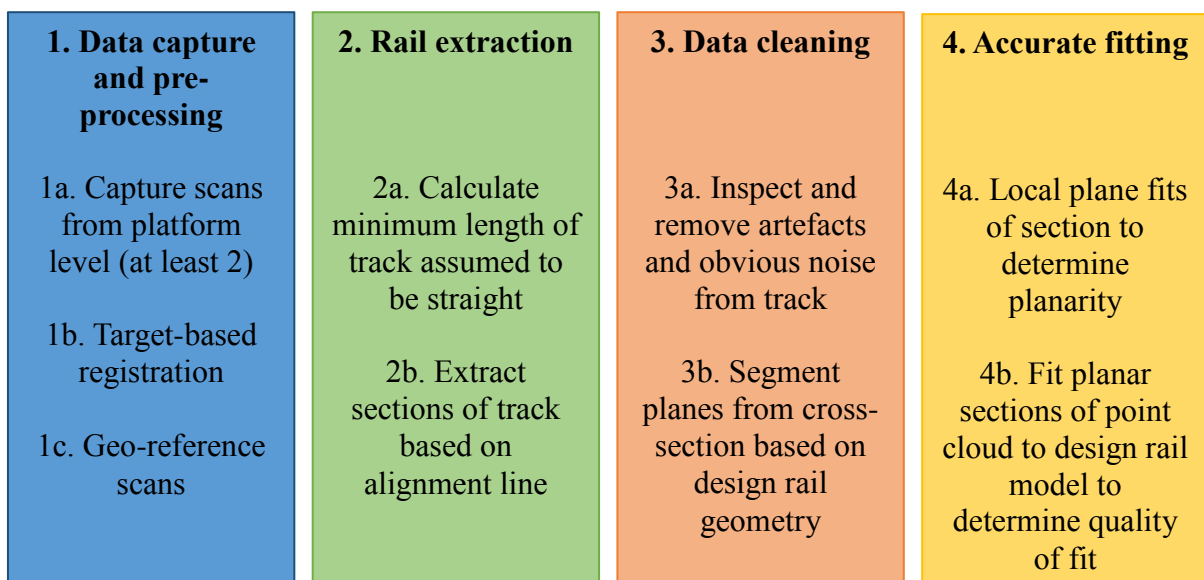 1. Data capture
and pre-
processing
1a. Capture scans
from platform
level (at least 2)
1b. Target-based
registration
1c. Geo-reference
scans
2. Rail extraction
2a. Calculate
minimum length of
track assumed to
be straight
2b. Extract
sections of track
based on
alignment line
3. Data cleaning
3a. Inspect and
remove artefacts
and obvious noise
from track
3b. Segment
planes from cross-
section based on
design rail
geometry
4. Accurate fitting
4a. Local plane fits
of section to
determine
planarity
4b. Fit planar
sections of point
cloud to design rail
model to
determine quality
of fit